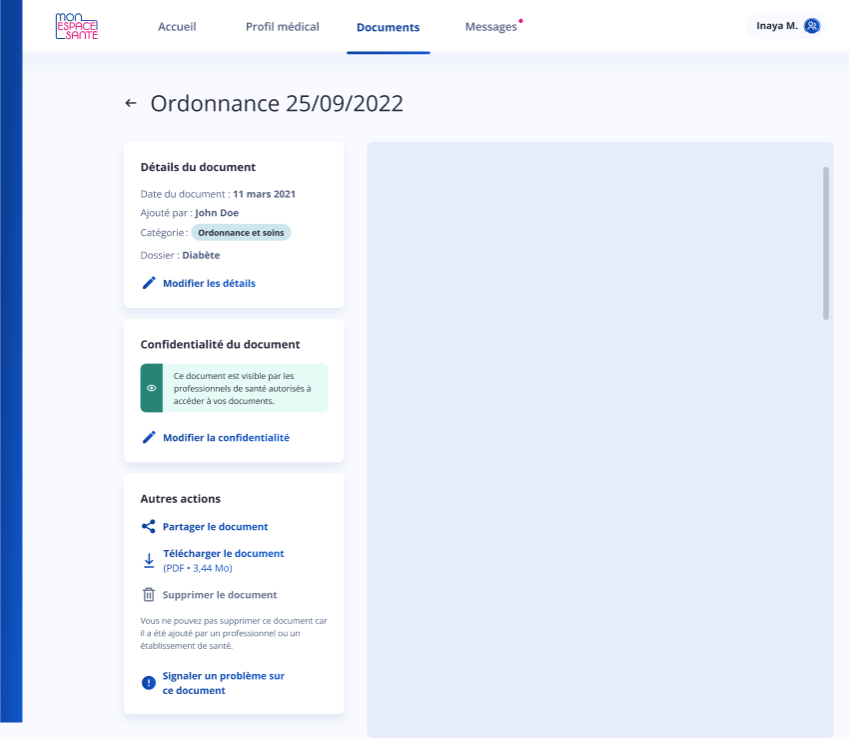 MON
ESPACE
SANTE
Accueil
Profil médical
Documents
Messages
Inaya M.
← Ordonnance 25/09/2022
Détails du document
Date du document : 11 mars 2021
Ajouté par : John Doe
Catégorie : Ordonnance et soins
Dossier : Diabète
Modifier les détails
Confidentialité du document
Ce document est visible par les
professionnels de santé autorisés à
accéder à vos documents.
Modifier la confidentialité
Autres actions
Partager le document
Télécharger le document
(PDF • 3,44 Mo)
Supprimer le document
Vous ne pouvez pas supprimer ce document car
il a été ajouté par un professionnel ou un
établissement de santé.
Signaler un problème sur
ce document